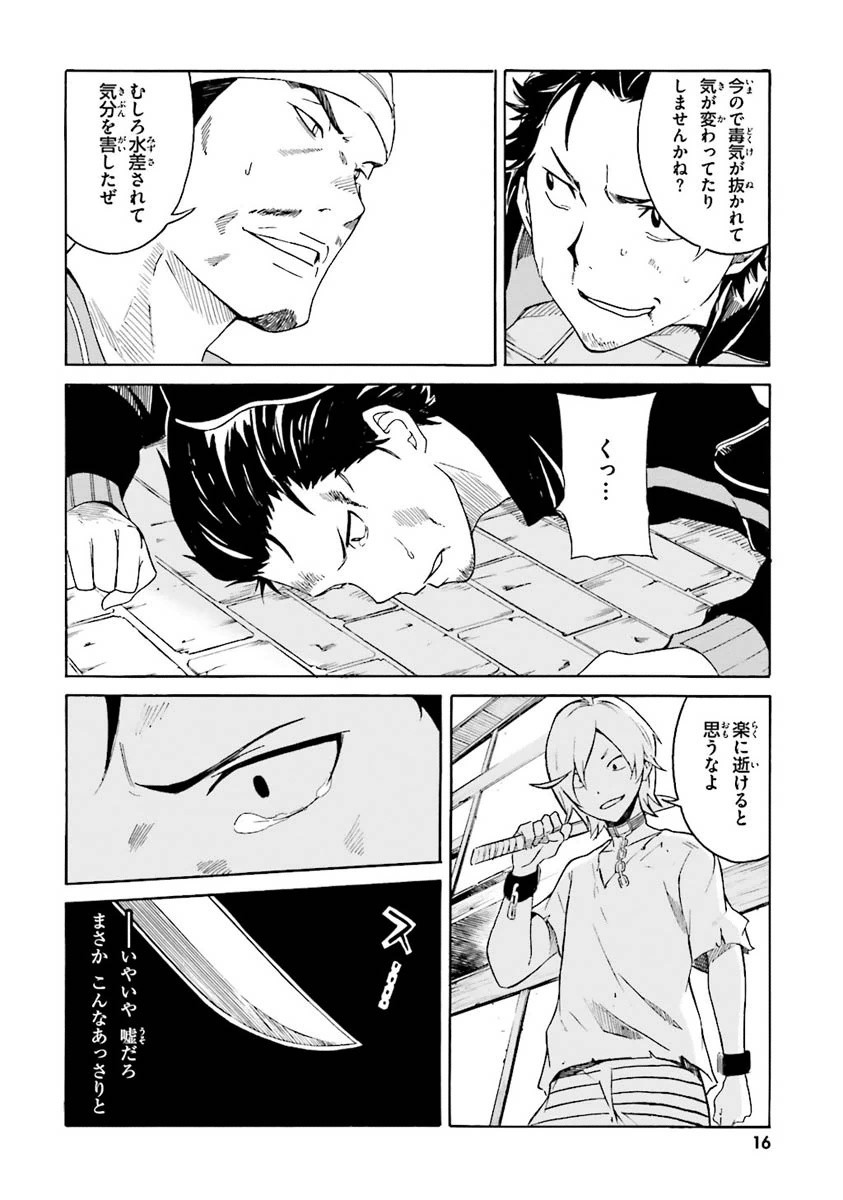 今ので毒気が抜かれて
気が変わってたり
しませんかね？
むしろ水差されて
気分を害したぜ
くっ…
楽に逝けると
思うなよ
スーー
──いやいや 嘘だろ
まさか こんなあっさりと
16